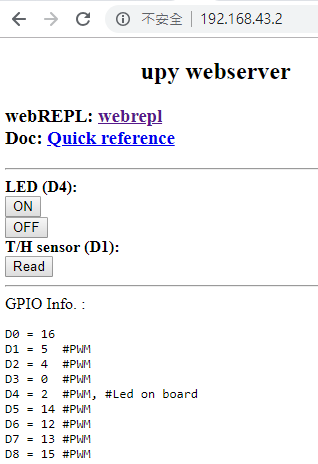 不安全 | 192.168.43.2
upy webserver
webREPL: webrepl
Doc: Quick reference
LED (D4):
ON
OFF
T/H sensor (D1):
Read
GPIO Info. :
D0 = 16
D1 = 5  #PWM
D2 = 4  #PWM
D3 = 0  #PWM
D4 = 2  #PWM, #Led on board
D5 = 14 #PWM
D6 = 12 #PWM
D7 = 13 #PWM
D8 = 15 #PWM